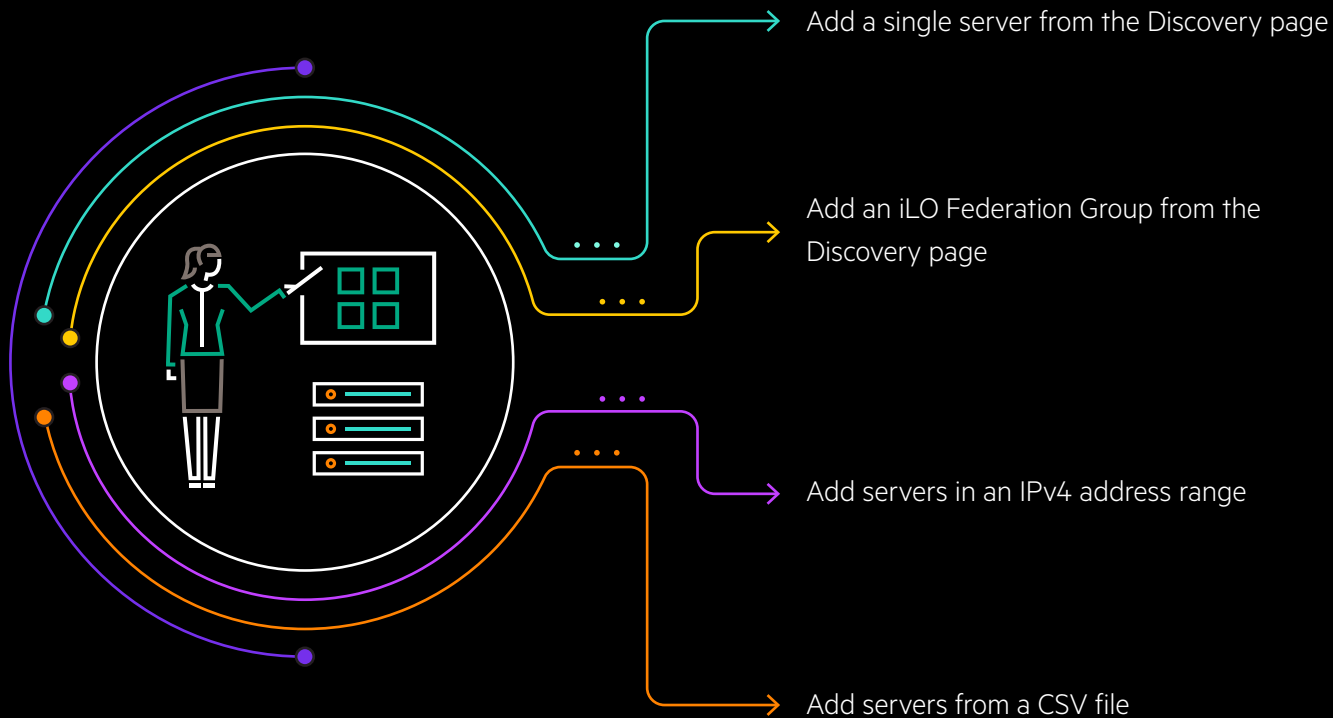 Add a single server from the Discovery page
Add an iLO Federation Group from the
Discovery page
Add servers in an IPv4 address range
Add servers from a CSV file